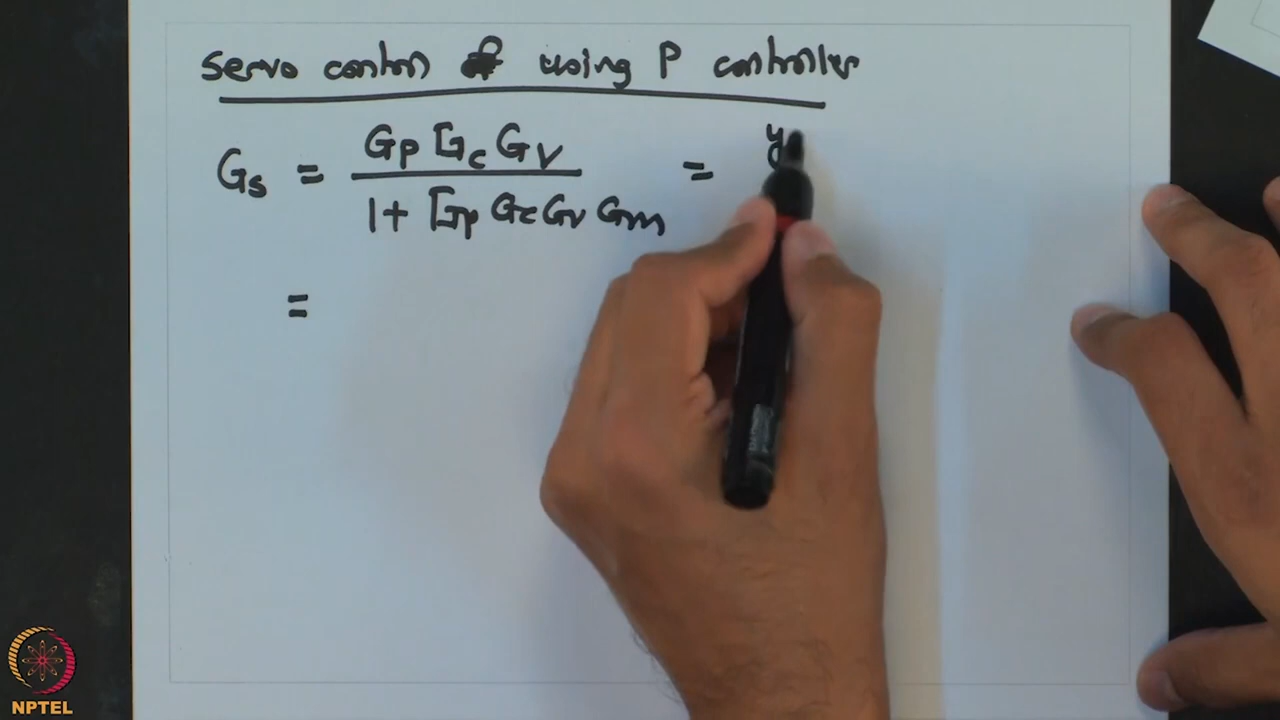 Servo control using P controller
Gs = Gp Gc Gv / 1 + Gp Gc Gv Gm = y
=
NPTEL